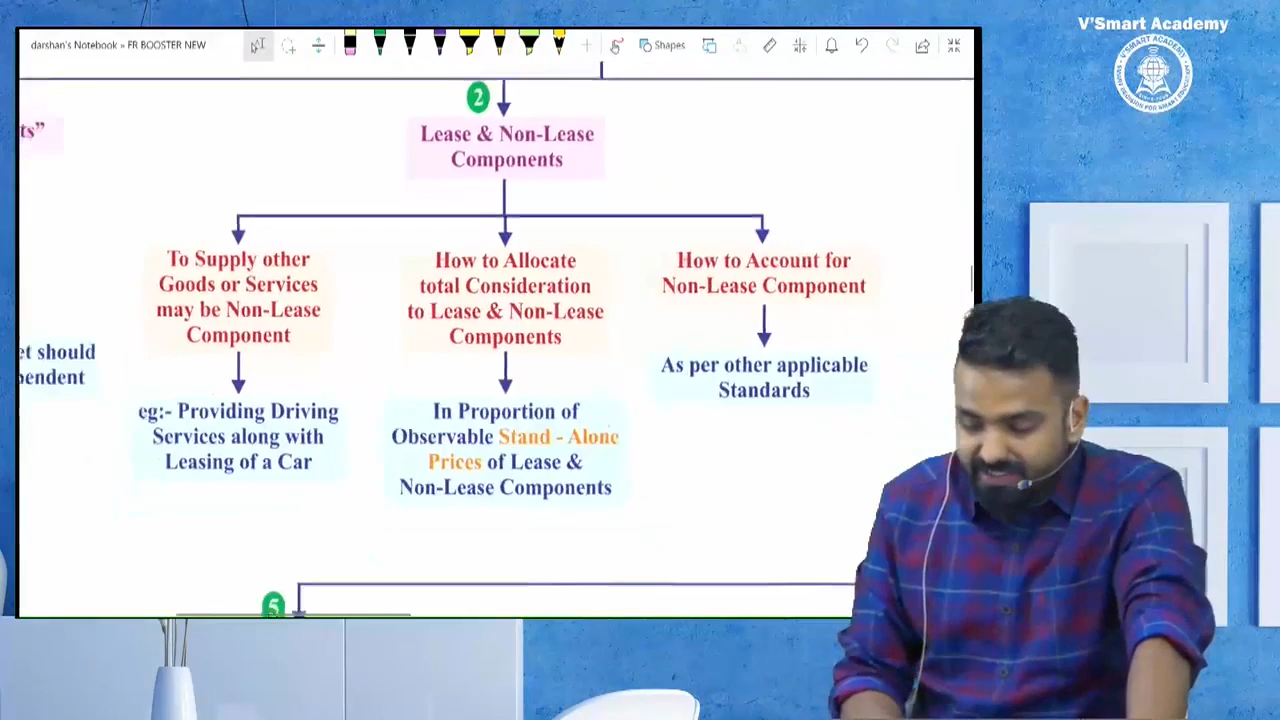 V'Smart Academy
darshan's Notebook » FR BOOSTER NEW
Shapes
2
ts”
Lease & Non-Lease
Components
To Supply other
Goods or Services
may be Non-Lease
Component
How to Allocate
total Consideration
to Lease & Non-Lease
Components
How to Account for
Non-Lease Component
et should
pendent
eg:- Providing Driving
Services along with
Leasing of a Car
In Proportion of
Observable Stand - Alone
Prices of Lease &
Non-Lease Components
As per other applicable
Standards
5